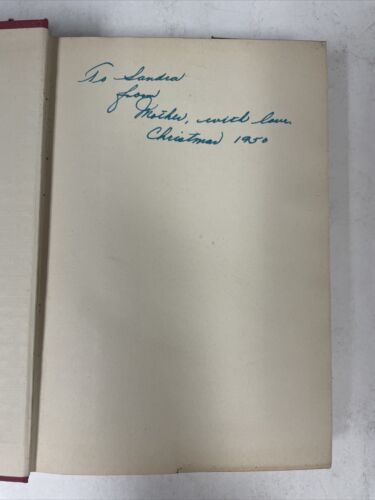 To Sandra
from
Mother, with love.
Christmas 1950